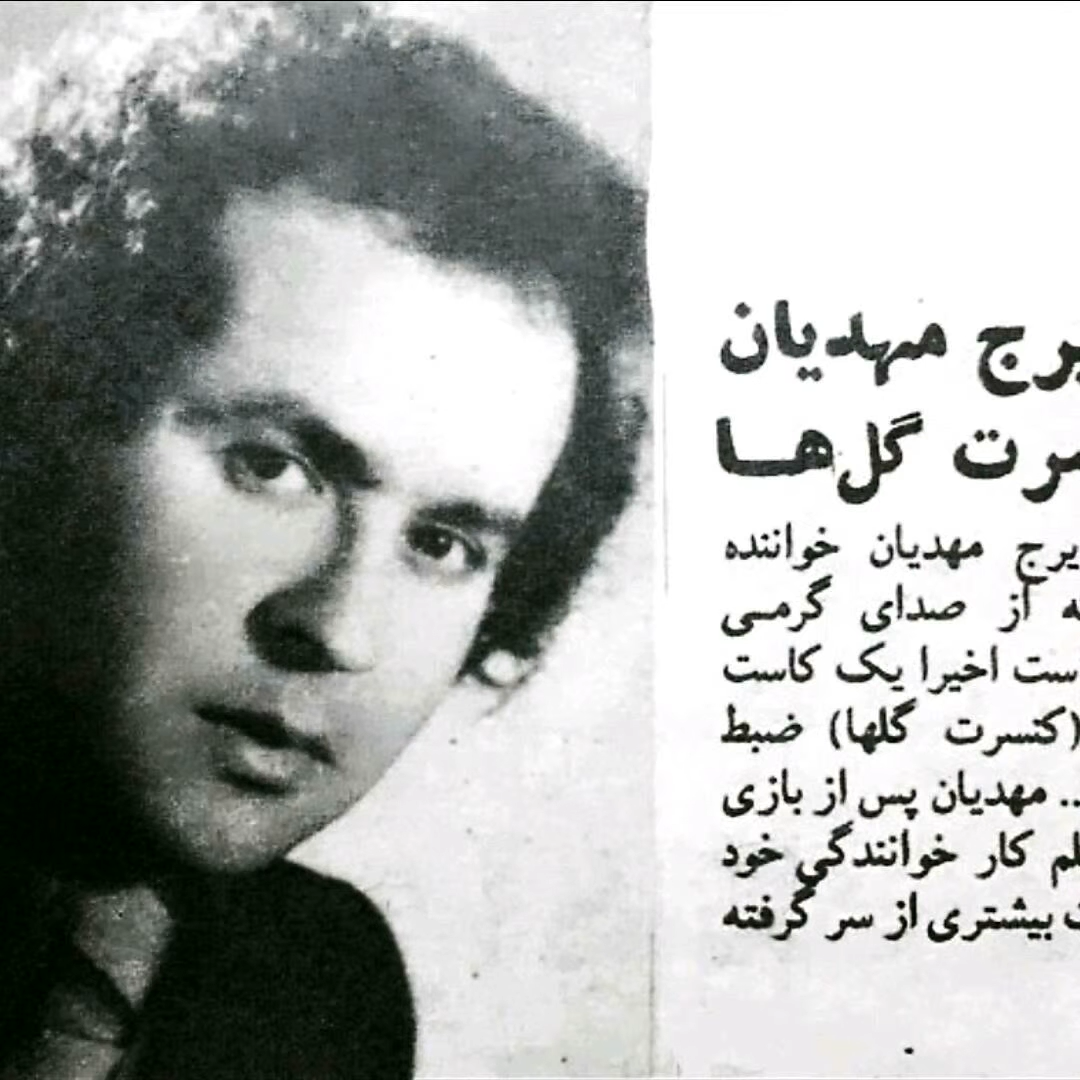 یرج مهدیان
سرت گل‌ها
یرج مهدیان خواننده
ه از صدای گرمی
ست اخیرا یک کاست
(کنسرت گلها) ضبط
.. مهدیان پس از بازی
لم کار خوانندگی خود
ت بیشتری از سر گرفته